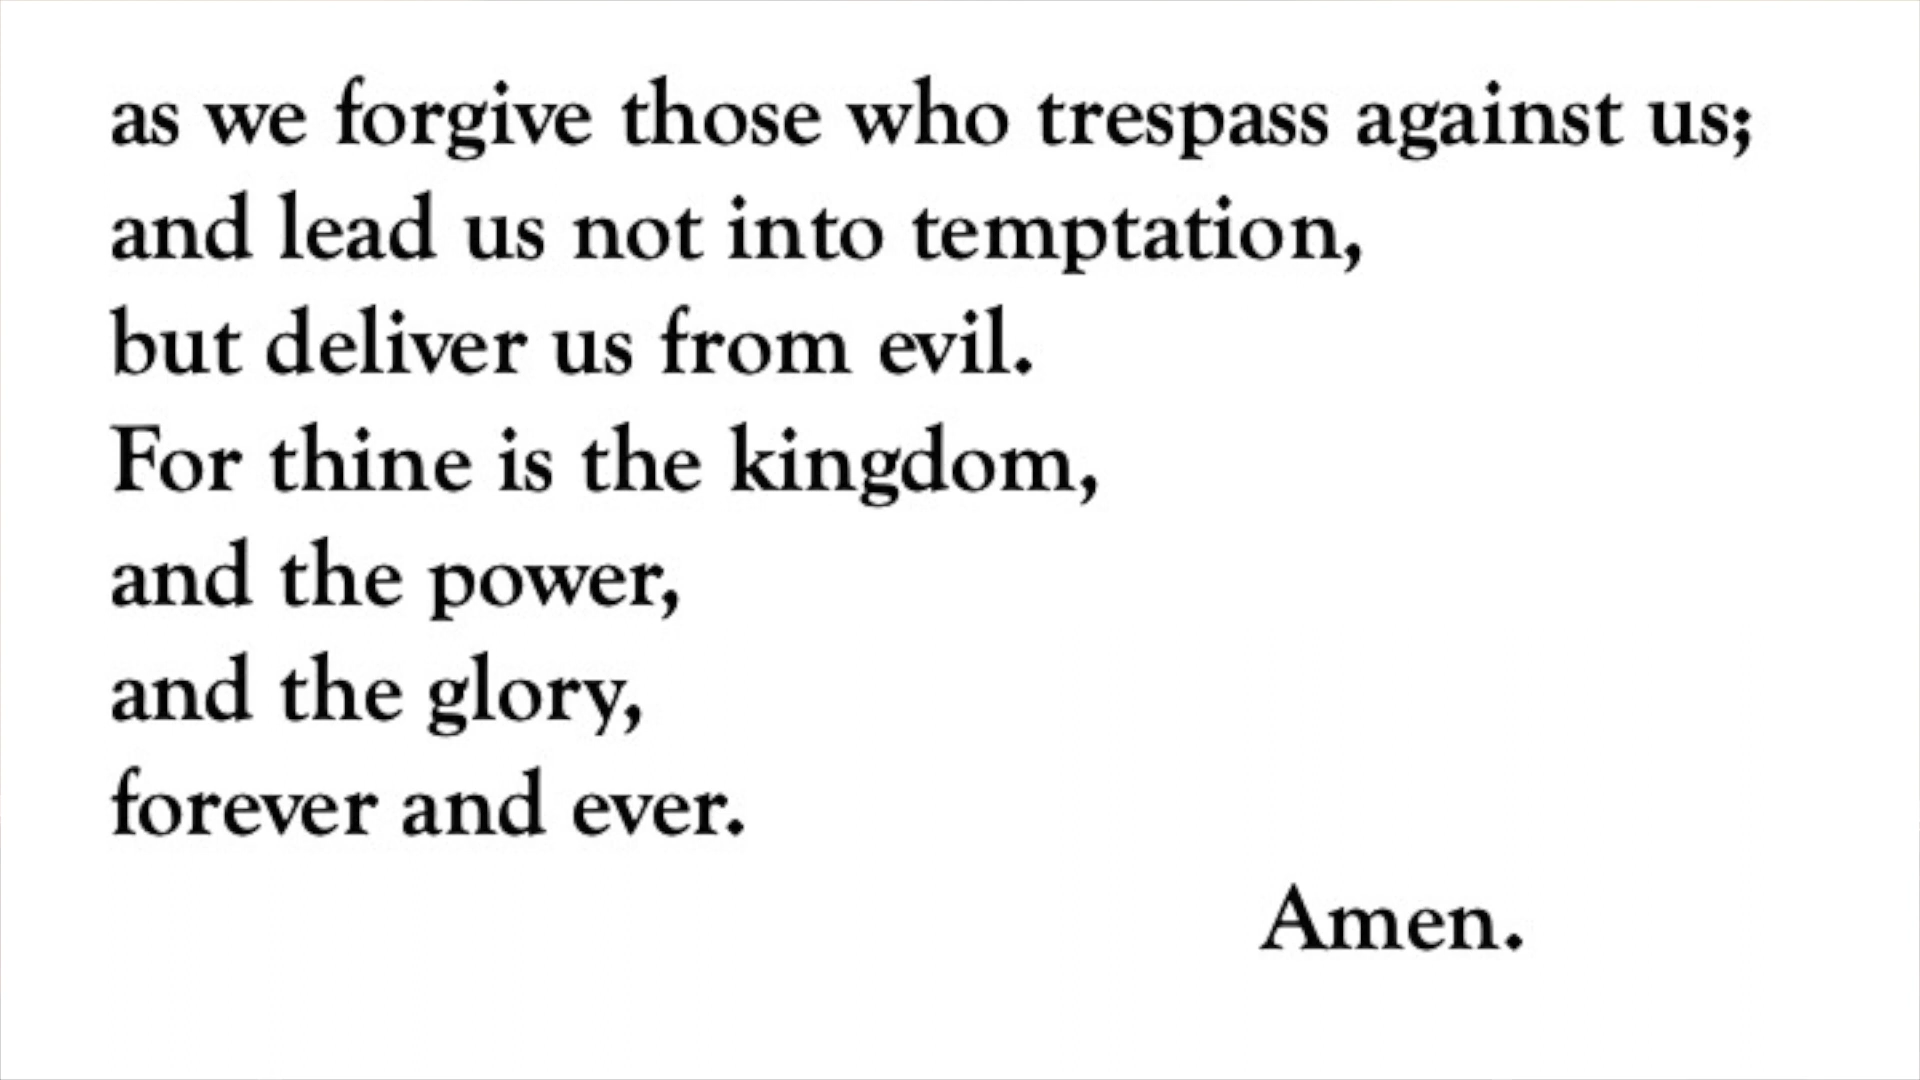 as we forgive those who trespass against us;
and lead us not into temptation,
but deliver us from evil.
For thine is the kingdom,
and the power,
and the glory,
forever and ever.
Amen.